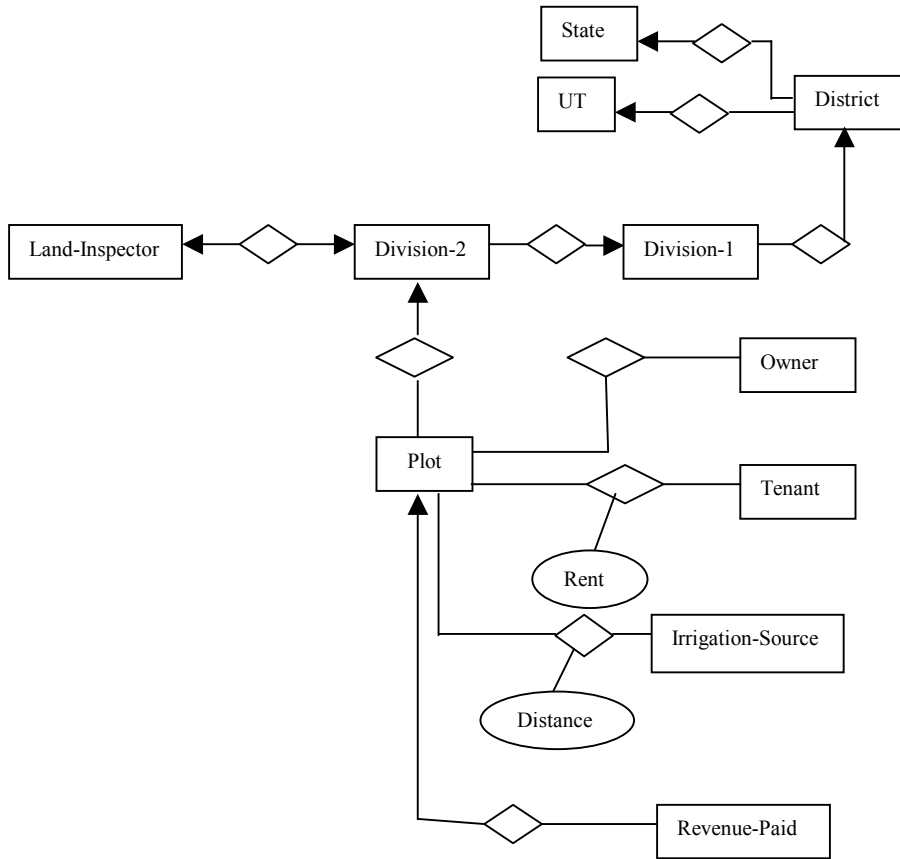 State
UT
District
Land-Inspector
Division-2
Division-1
Owner
Plot
Tenant
Rent
Irrigation-Source
Distance
Revenue-Paid